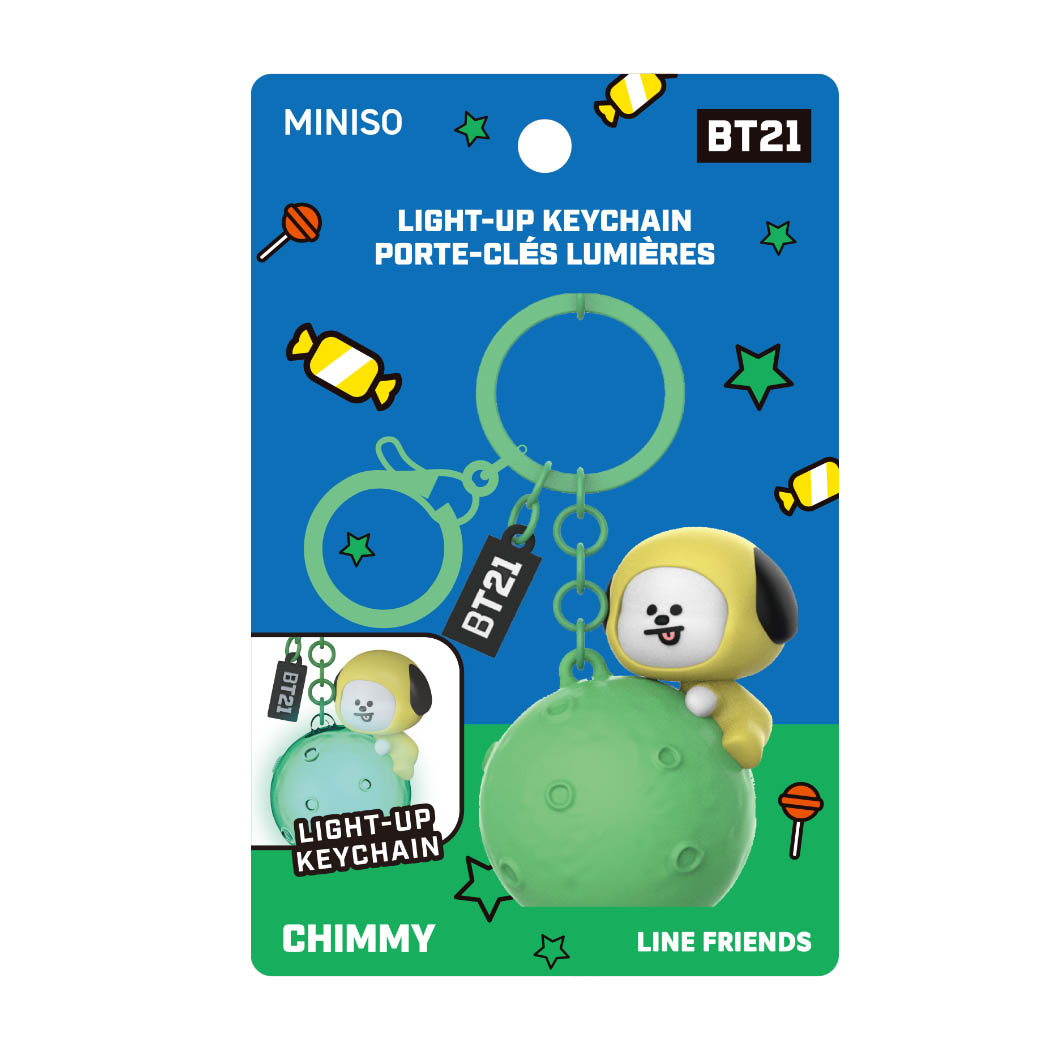 MINISO
BT21
LIGHT-UP KEYCHAIN
PORTE-CLÉS LUMIÈRES
BT21
BT21
LIGHT-UP
KEYCHAIN
CHIMMY
LINE FRIENDS